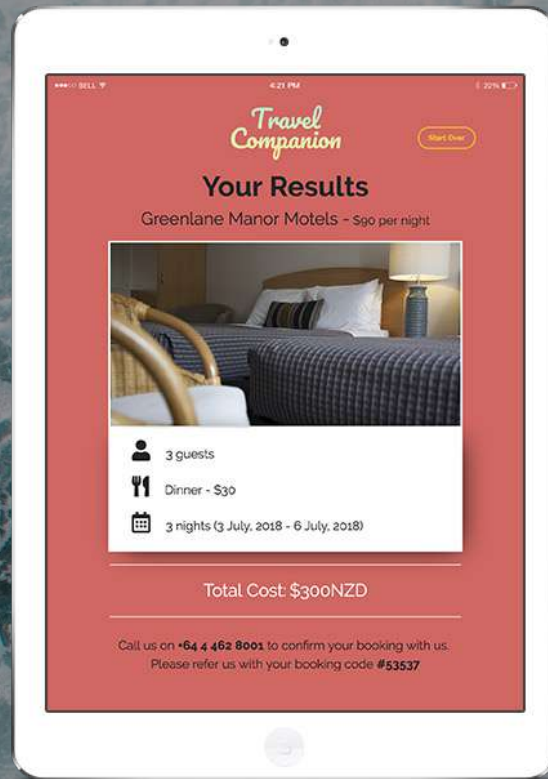 BELL
4:21 PM
22%
Travel
Companion
Start Over
Your Results
Greenlane Manor Motels - $90 per night
3 guests
Dinner - $30
3 nights (3 July, 2018 - 6 July, 2018)
Total Cost: $300NZD
Call us on +64 4 462 8001 to confirm your booking with us.
Please refer us with your booking code #53537